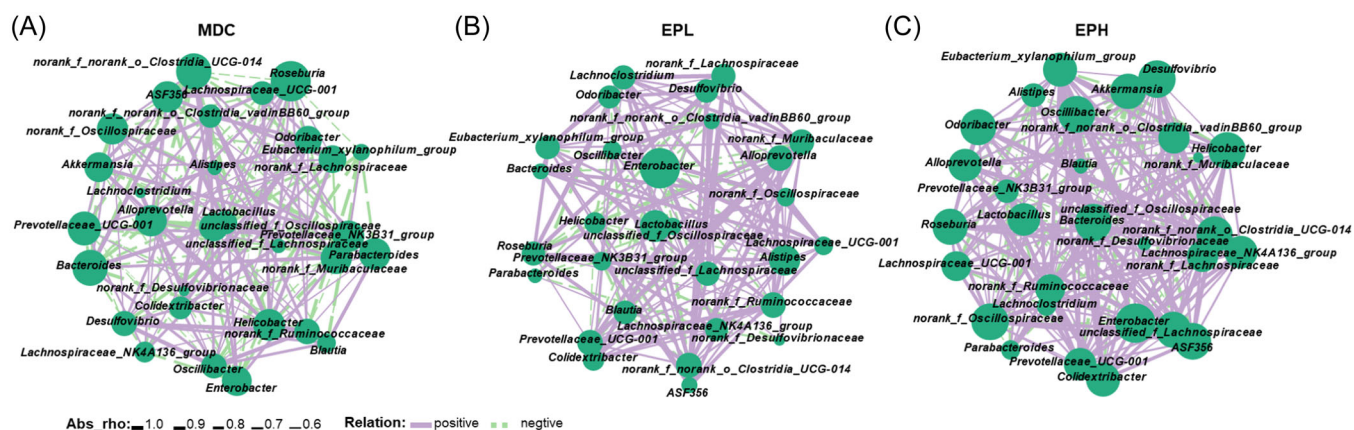 (A)
MDC
norank_f_norank_o_Clostridia_UCG-014
Roseburia
ASF356
Lachnospiraceae_UCG-001
norank_f_norank_o_Clostridia_vadinBB60_group
norank_f_Oscillospiraceae
Odoribacter
Eubacterium_xylanophilum_group
Akkermansia
Alistipes
norank_f_Lachnospiraceae
Lachnoclostridium
Alloprevotella
Lactobacillus
Prevotellaceae_UCG-001
unclassified_f_Oscillospiraceae
Prevotellaceae_NK3B31_group
unclassified_f_Lachnospiraceae
Parabacteroides
Bacteroides
norank_f_Muribaculaceae
norank_f_Desulfovibrionaceae
Colidextribacter
Desulfovibrio
Helicobacter
norank_f_Ruminococcaceae
Blautia
Lachnospiraceae_NK4A136_group
Oscillibacter
Enterobacter
(B)
EPL
norank_f_Lachnospiraceae
Lachnoclostridium
Desulfovibrio
Odoribacter
norank_f_norank_o_Clostridia_vadinBB60_group
Eubacterium_xylanophilum_group
norank_f_Muribaculaceae
Oscillibacter
Alloprevotella
Bacteroides
Enterobacter
norank_f_Oscillospiraceae
Helicobacter
Lactobacillus
unclassified_f_Oscillospiraceae
Roseburia
Lachnospiraceae_UCG-001
Prevotellaceae_NK3B31_group
Alistipes
Parabacteroides
unclassified_f_Lachnospiraceae
norank_f_Ruminococcaceae
Blautia
Lachnospiraceae_NK4A136_group
Prevotellaceae_UCG-001
norank_f_Desulfovibrionaceae
Colidextribacter
norank_f_norank_o_Clostridia_UCG-014
ASF356
(C)
EPH
Eubacterium_xylanophilum_group
Desulfovibrio
Alistipes
Akkermansia
Oscillibacter
Odoribacter
norank_f_norank_o_Clostridia_vadinBB60_group
Helicobacter
Alloprevotella
Blautia
norank_f_Muribaculaceae
Prevotellaceae_NK3B31_group
Lactobacillus
unclassified_f_Oscillospiraceae
Bacteroides
Roseburia
norank_f_norank_o_Clostridia_UCG-014
norank_f_Desulfovibrionaceae
Lachnospiraceae_NK4A136_group
Lachnospiraceae_UCG-001
norank_f_Lachnospiraceae
norank_f_Ruminococcaceae
Lachnoclostridium
norank_f_Oscillospiraceae
Enterobacter
unclassified_f_Lachnospiraceae
Parabacteroides
ASF356
Prevotellaceae_UCG-001
Colidextribacter
Abs_rho: 1.0 0.9 0.8 0.7 0.6 Relation: positive negtive